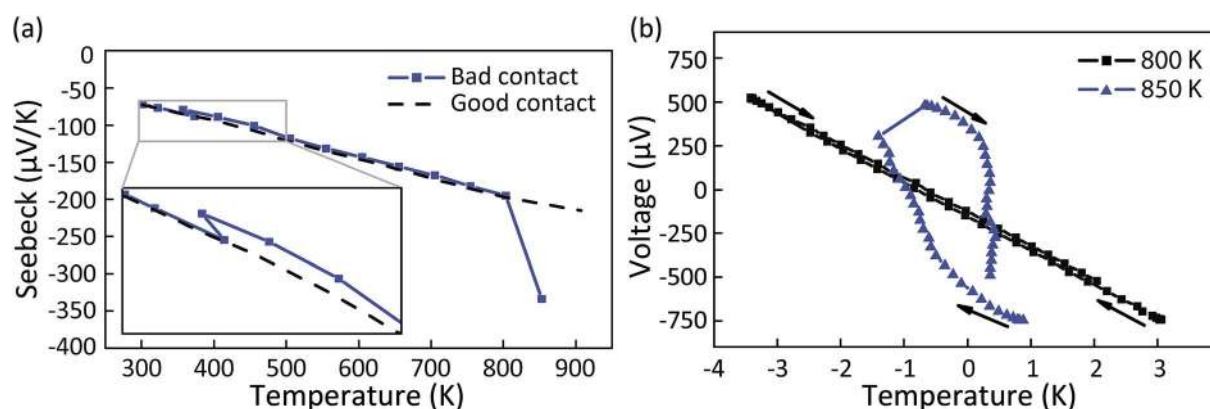 (a)
0
-50
-100
-150
-200
-250
-300
-350
-400
Seebeck (µV/K)
Bad contact
Good contact
300 400 500 600 700 800 900
Temperature (K)
(b)
750
500
250
0
-250
-500
-750
Voltage (µV)
800 K
850 K
-4 -3 -2 -1 0 1 2 3
Temperature (K)